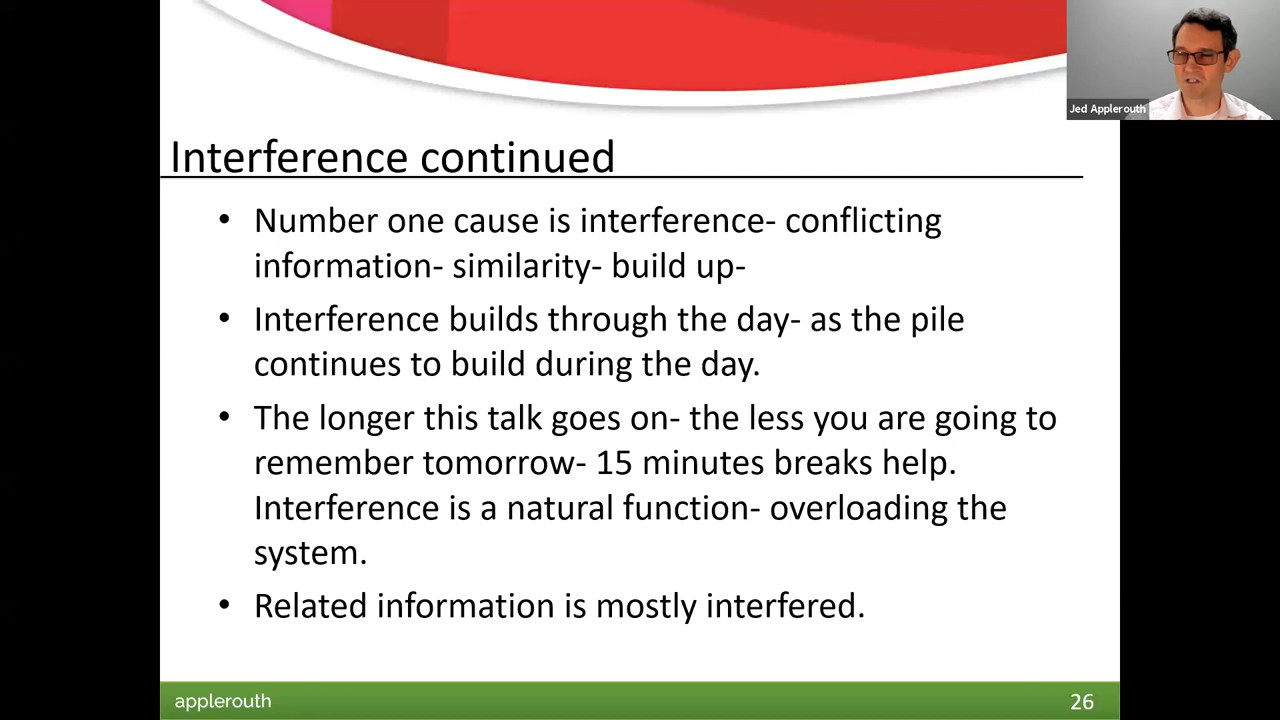 Jed Applerouth
Interference continued
• Number one cause is interference- conflicting
information- similarity- build up-
• Interference builds through the day- as the pile
continues to build during the day.
• The longer this talk goes on- the less you are going to
remember tomorrow- 15 minutes breaks help.
Interference is a natural function- overloading the
system.
• Related information is mostly interfered.
applerouth
26